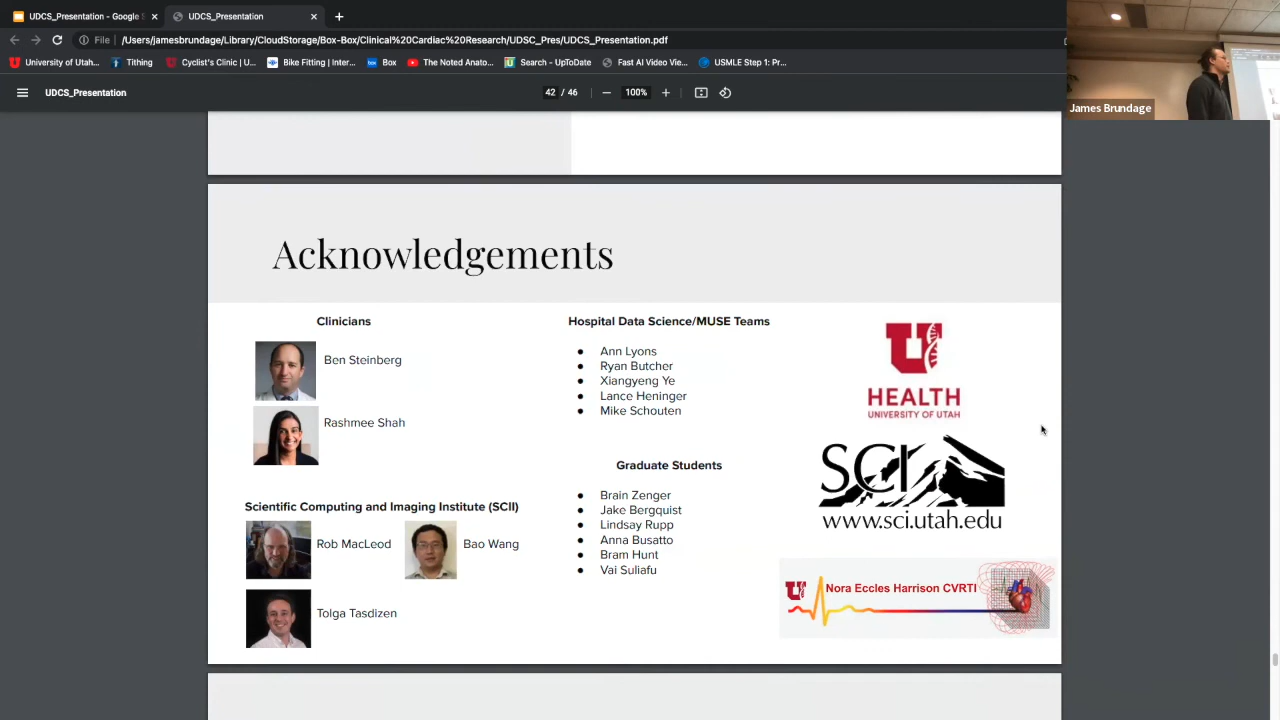 UDCS_Presentation - Google S
UDCS_Presentation
File
/Users/jamesbrundage/Library/CloudStorage/Box-Box/Clinical%20Cardiac%20Research/UDSC_Pres/UDCS_Presentation.pdf
University of Utah...
Tithing
Cyclist's Clinic | U...
Bike Fitting | Inter...
Box
The Noted Anato...
Search - UpToDate
Fast AI Video Vie...
USMLE Step 1: Pr...
UDCS_Presentation
42 / 46
100%
James Brundage
Acknowledgements
Clinicians
Ben Steinberg
Rashmee Shah
Scientific Computing and Imaging Institute (SCII)
Rob MacLeod
Bao Wang
Tolga Tasdizen
Hospital Data Science/MUSE Teams
● Ann Lyons
● Ryan Butcher
● Xiangyeng Ye
● Lance Heninger
● Mike Schouten
Graduate Students
● Brain Zenger
● Jake Bergquist
● Lindsay Rupp
● Anna Busatto
● Bram Hunt
● Vai Suliafu
U
HEALTH
UNIVERSITY OF UTAH
SCI
www.sci.utah.edu
U
Nora Eccles Harrison CVRTI